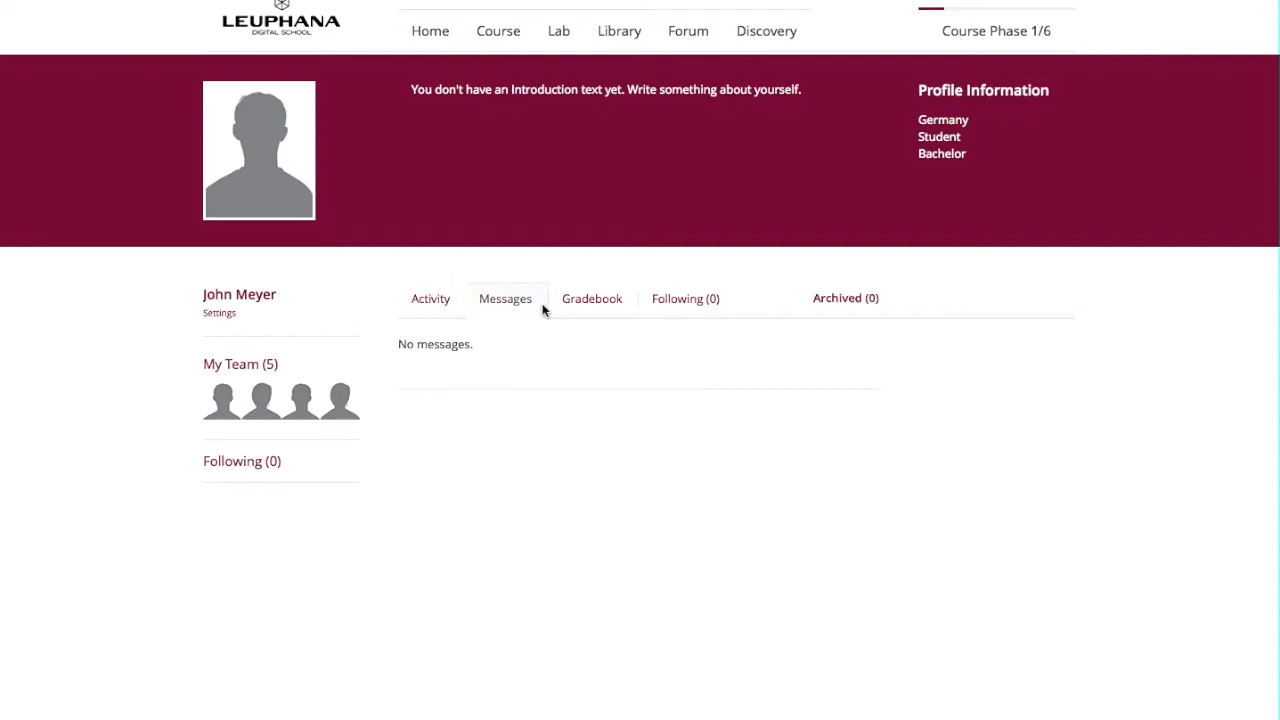 LEUPHANA
DIGITAL SCHOOL
Home Course Lab Library Forum Discovery
Course Phase 1/6
You don't have an Introduction text yet. Write something about yourself.
Profile Information
Germany
Student
Bachelor
John Meyer
Settings
My Team (5)
Following (0)
Activity Messages Gradebook Following (0) Archived (0)
No messages.